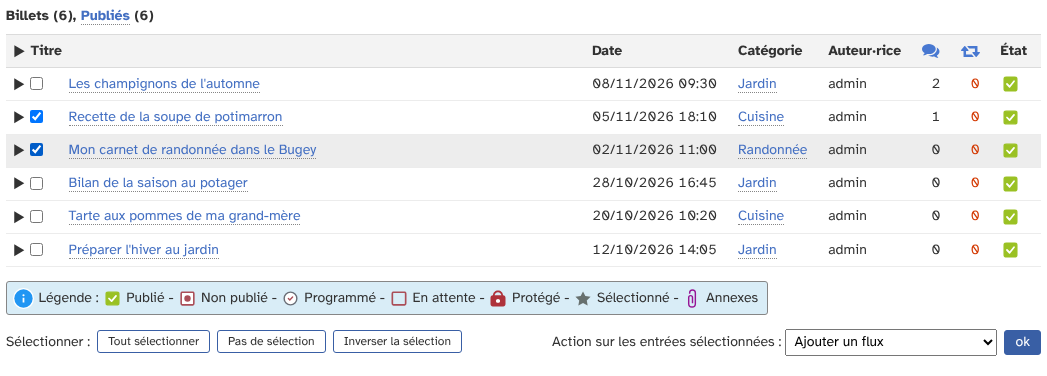 Billets (6), Publiés (6)
Titre Date Catégorie Auteur·rice État
Les champignons de l'automne 08/11/2026 09:30 Jardin admin 2 0
Recette de la soupe de potimarron 05/11/2026 18:10 Cuisine admin 1 0
Mon carnet de randonnée dans le Bugey 02/11/2026 11:00 Randonnée admin 0 0
Bilan de la saison au potager 28/10/2026 16:45 Jardin admin 0 0
Tarte aux pommes de ma grand-mère 20/10/2026 10:20 Cuisine admin 0 0
Préparer l'hiver au jardin 12/10/2026 14:05 Jardin admin 0 0
Légende : Publié - Non publié - Programmé - En attente - Protégé - Sélectionné - Annexes
Sélectionner : Tout sélectionner Pas de sélection Inverser la sélection Action sur les entrées sélectionnées : Ajouter un flux ok